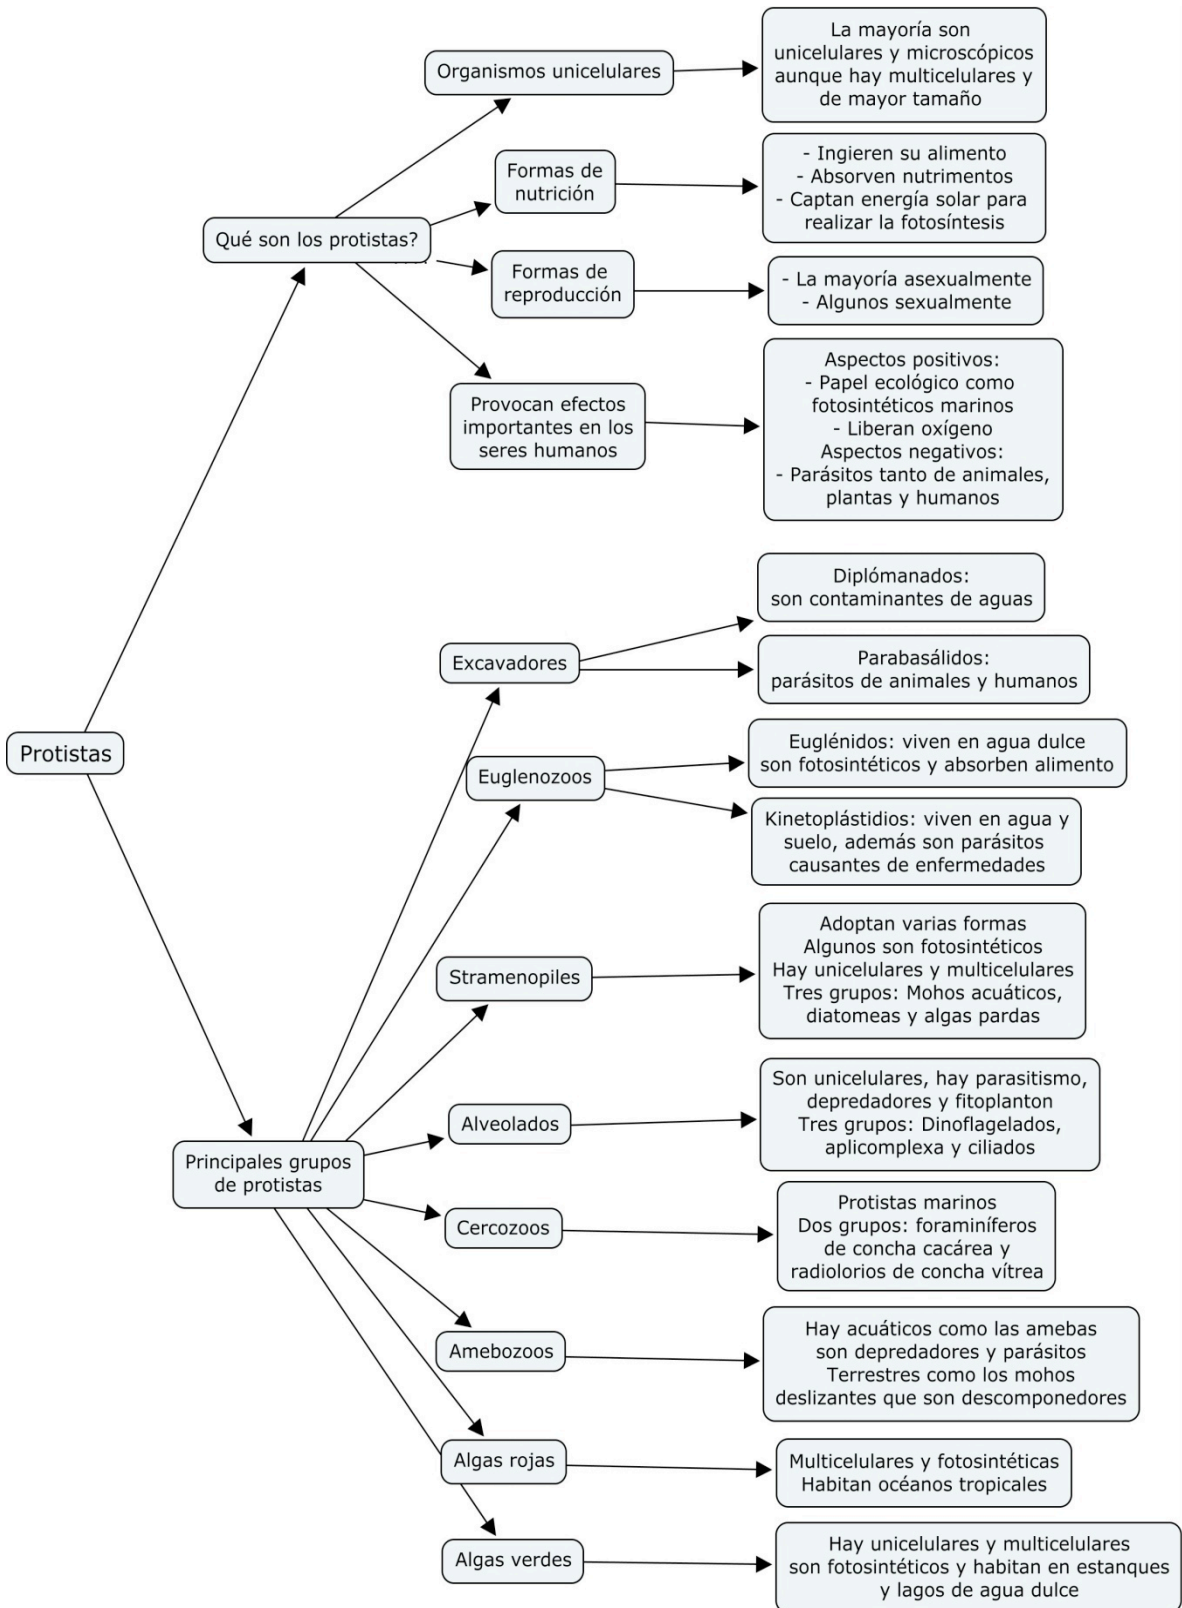 Protistas
Qué son los protistas?
Organismos unicelulares
La mayoría son
unicelulares y microscópicos
aunque hay multicelulares y
de mayor tamaño
Formas de
nutrición
- Ingieren su alimento
- Absorven nutrimentos
- Captan energía solar para
realizar la fotosíntesis
Formas de
reproducción
- La mayoría asexualmente
- Algunos sexualmente
Provocan efectos
importantes en los
seres humanos
Aspectos positivos:
- Papel ecológico como
fotosintéticos marinos
- Liberan oxígeno
Aspectos negativos:
- Parásitos tanto de animales,
plantas y humanos
Principales grupos
de protistas
Excavadores
Diplómanados:
son contaminantes de aguas
Parabasálidos:
parásitos de animales y humanos
Euglenozoos
Euglénidos: viven en agua dulce
son fotosintéticos y absorben alimento
Kinetoplástidios: viven en agua y
suelo, además son parásitos
causantes de enfermedades
Stramenopiles
Adoptan varias formas
Algunos son fotosintéticos
Hay unicelulares y multicelulares
Tres grupos: Mohos acuáticos,
diatomeas y algas pardas
Alveolados
Son unicelulares, hay parasitismo,
depredadores y fitoplanton
Tres grupos: Dinoflagelados,
aplicomplexa y ciliados
Cercozoos
Protistas marinos
Dos grupos: foraminíferos
de concha cacárea y
radiolorios de concha vítrea
Amebozoos
Hay acuáticos como las amebas
son depredadores y parásitos
Terrestres como los mohos
deslizantes que son descomponedores
Algas rojas
Multicelulares y fotosintéticas
Habitan océanos tropicales
Algas verdes
Hay unicelulares y multicelulares
son fotosintéticos y habitan en estanques
y lagos de agua dulce